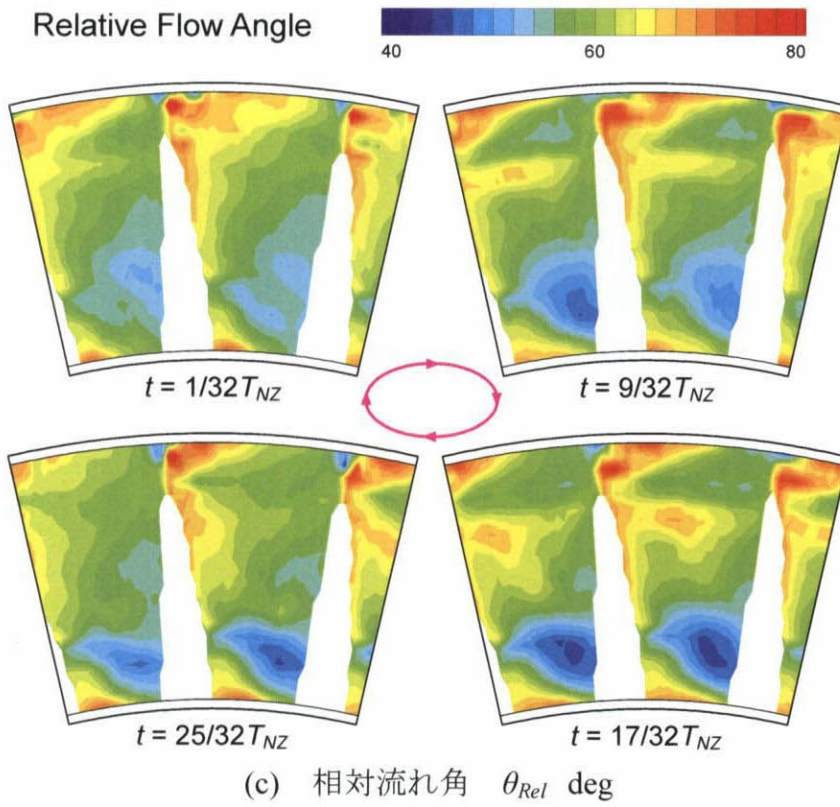 Relative Flow Angle
40 60 80
t = 1/32T_NZ
t = 9/32T_NZ
t = 25/32T_NZ
t = 17/32T_NZ
(c) 相対流れ角 θ_Rel deg